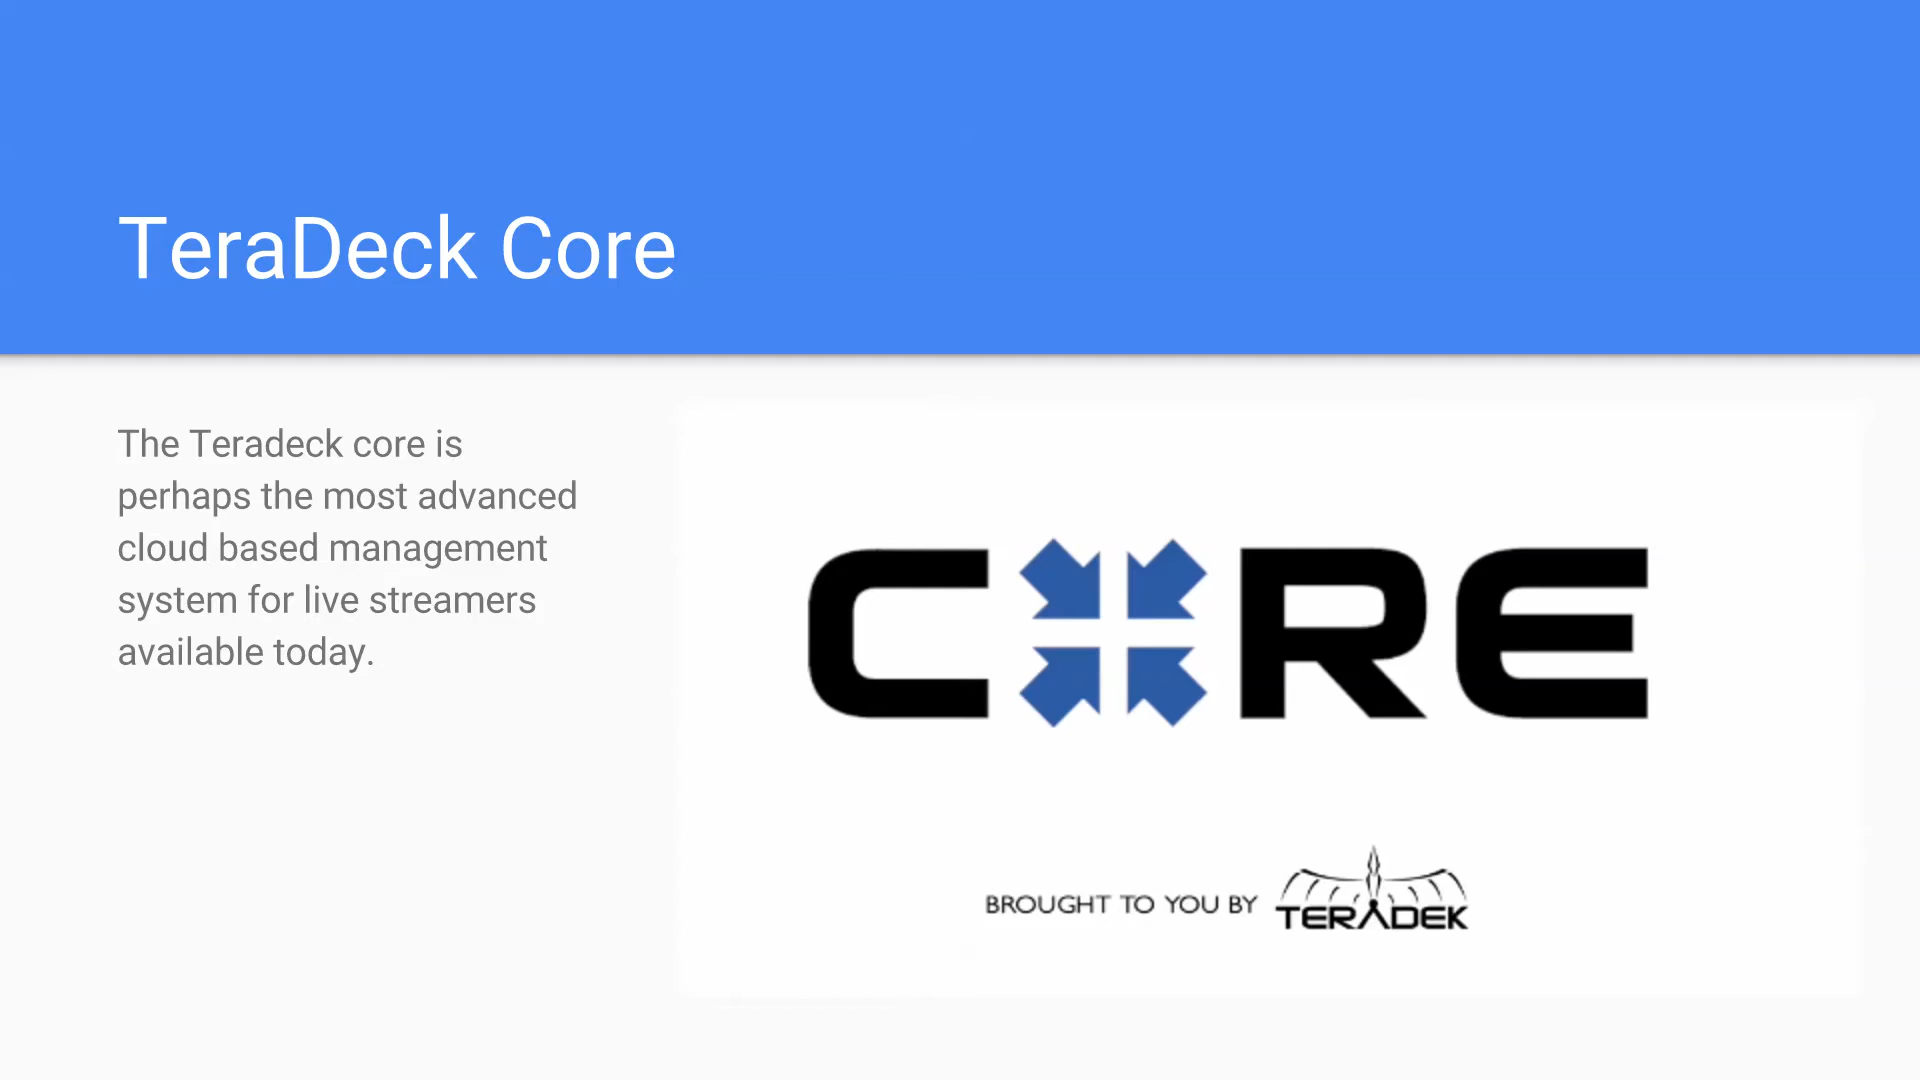 TeraDeck Core
The Teradeck core is
perhaps the most advanced
cloud based management
system for live streamers
available today.
CORE
BROUGHT TO YOU BY TERADEK